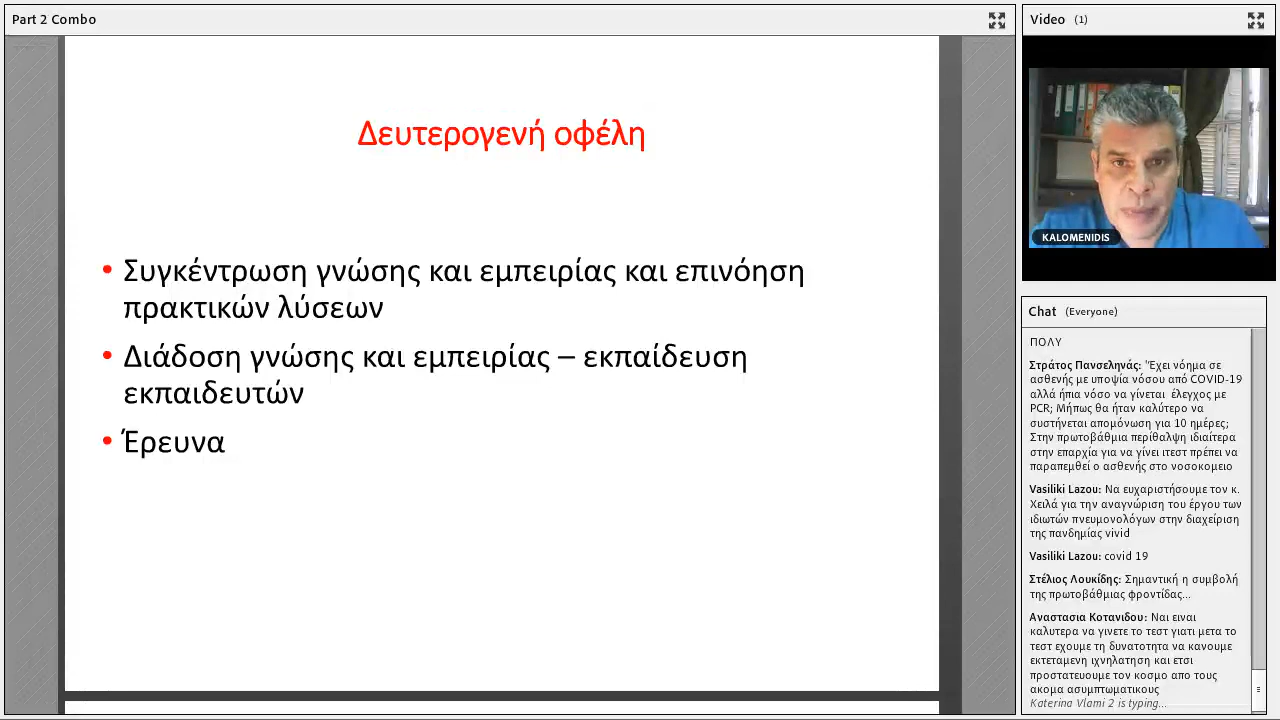 Part 2 Combo
Δευτερογενή οφέλη
• Συγκέντρωση γνώσης και εμπειρίας και επινόηση
πρακτικών λύσεων
• Διάδοση γνώσης και εμπειρίας – εκπαίδευση
εκπαιδευτών
• Έρευνα
Video (1)
KALOMENIDIS
Chat (Everyone)
ΠΟΛΥ
Στράτος Πανσεληνάς: "Έχει νόημα σε
ασθενής με υποψία νόσου από COVID-19
αλλά ήπια νόσο να γίνεται έλεγχος με
PCR; Μήπως θα ήταν καλύτερο να
συστήνεται απομόνωση για 10 ημέρες;
Στην πρωτοβάθμια περίθαλψη ιδιαίτερα
στην επαρχία για να γίνει ιτεστ πρέπει να
παραπεμθεί ο ασθενής στο νοσοκομειο
Vasiliki Lazou: Να ευχαριστήσουμε τον κ.
Χειλά για την αναγνώριση του έργου των
ιδιωτών πνευμονολόγων στην διαχείριση
της πανδημίας vivid
Vasiliki Lazou: covid 19
Στέλιος Λουκίδης: Σημαντική η συμβολή
της πρωτοβάθμιας φροντίδας...
Αναστασια Κοτανιδου: Ναι ειναι
καλυτερα να γινετε το τεστ γιατι μετα το
τεστ εχουμε τη δυνατοτητα να κανουμε
εκτεταμενη ιχνηλατηση και ετσι
προστατευουμε τον κοσμο απο τους
ακομα ασυμπτωματικους
Katerina Vlami 2 is typing...